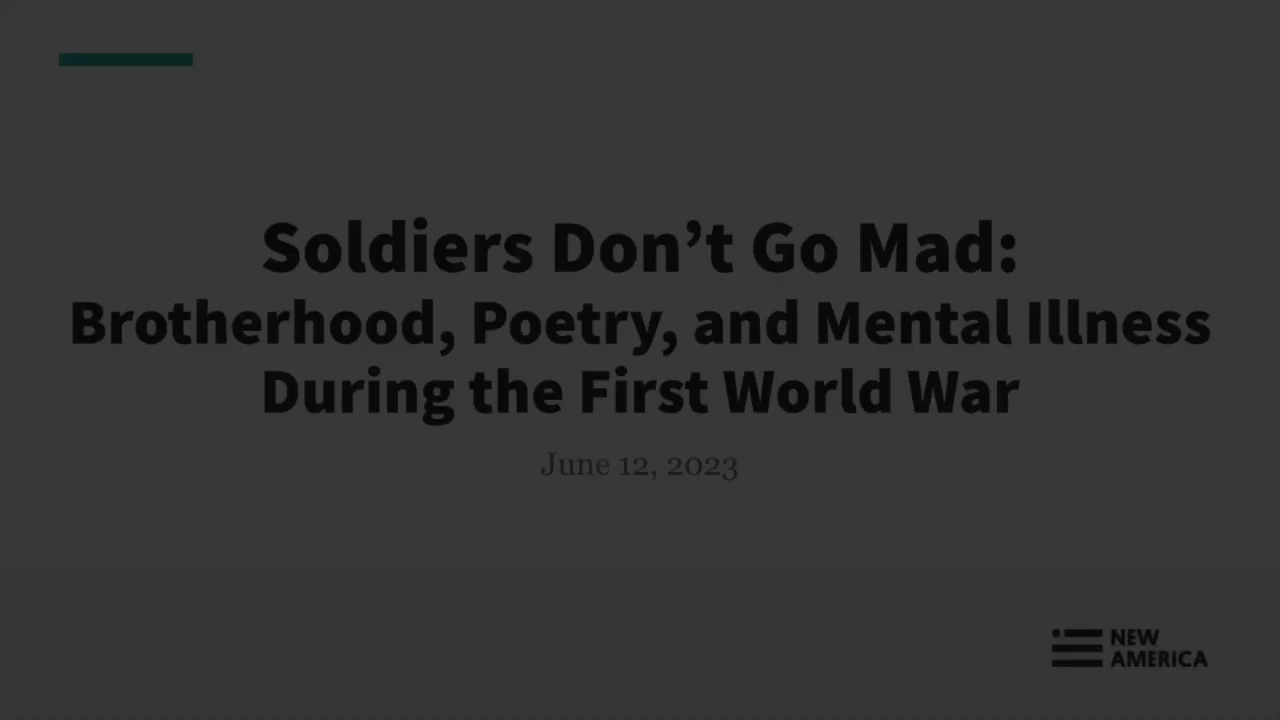 Soldiers Don’t Go Mad:
Brotherhood, Poetry, and Mental Illness
During the First World War
June 12, 2023
NEW
AMERICA